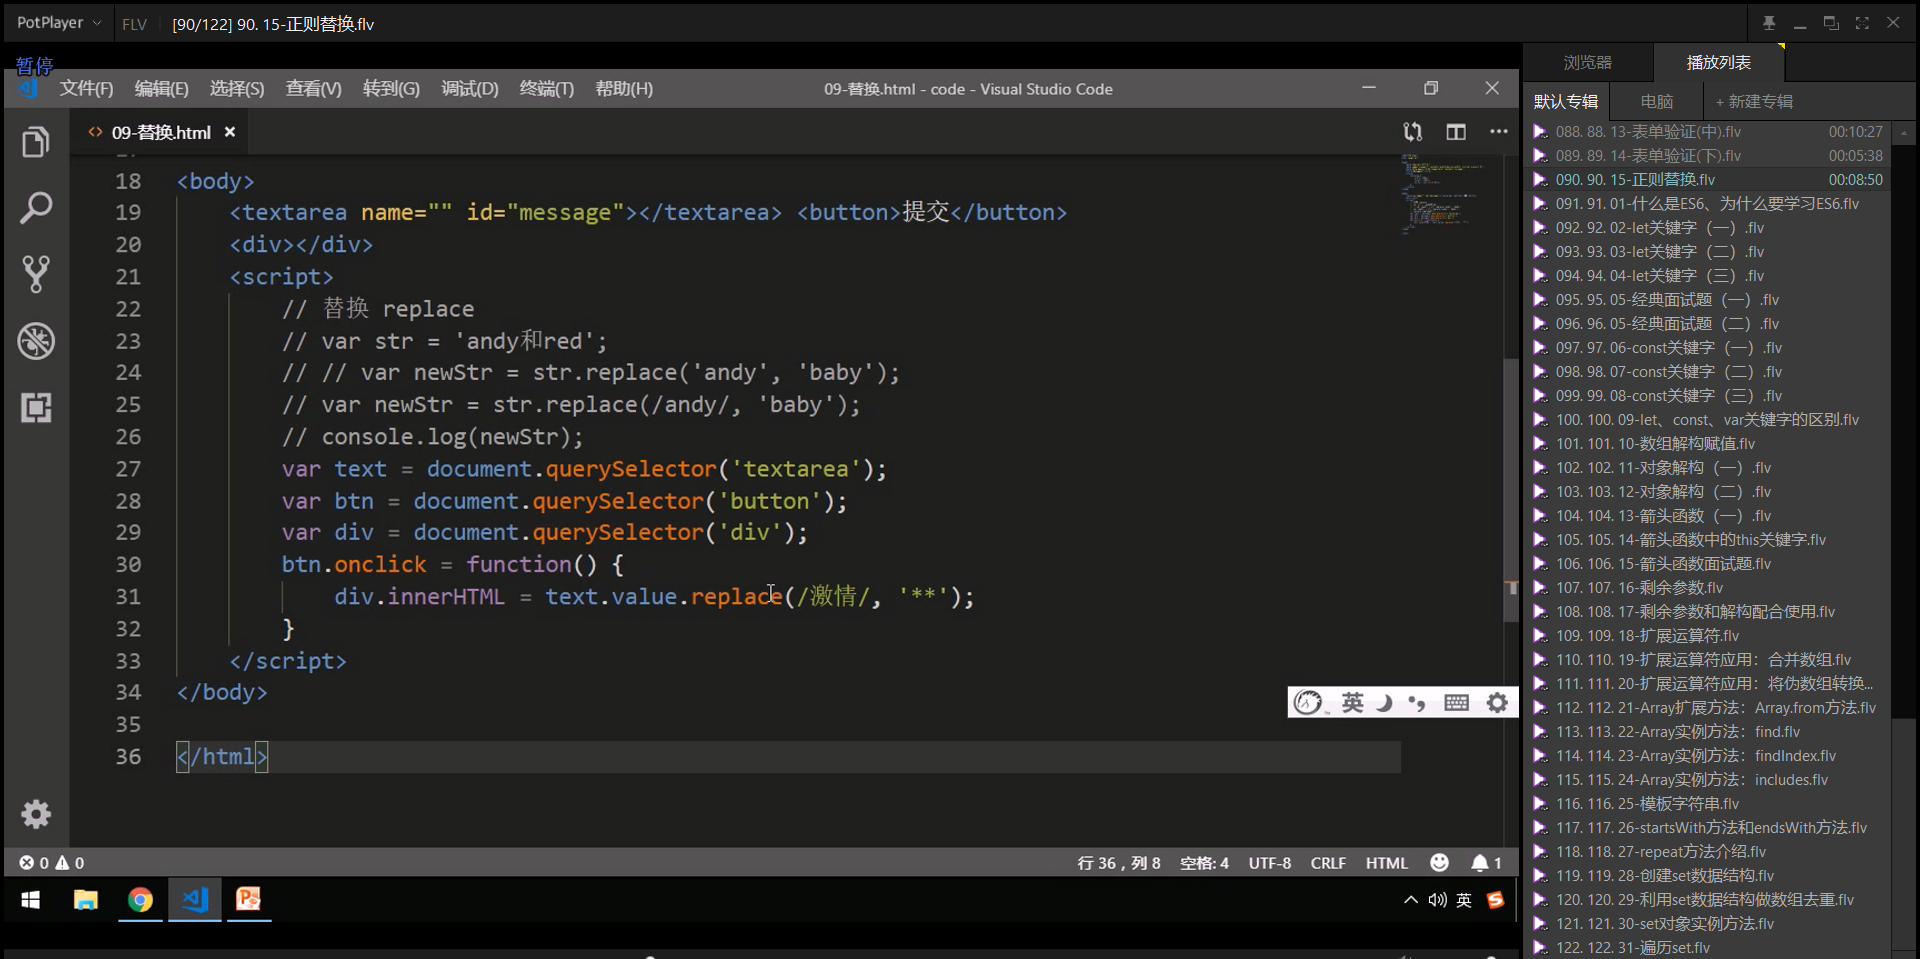 PotPlayer FLV [90/122] 90. 15-正则替换.flv
暂停
文件(F) 编辑(E) 选择(S) 查看(V) 转到(G) 调试(D) 终端(T) 帮助(H) 09-替换.html - code - Visual Studio Code
<> 09-替换.html ×
18 <body>
19 <textarea name="" id="message"></textarea> <button>提交</button>
20 <div></div>
21 <script>
22 // 替换 replace
23 // var str = 'andy和red';
24 // // var newStr = str.replace('andy', 'baby');
25 // var newStr = str.replace(/andy/, 'baby');
26 // console.log(newStr);
27 var text = document.querySelector('textarea');
28 var btn = document.querySelector('button');
29 var div = document.querySelector('div');
30 btn.onclick = function() {
31 div.innerHTML = text.value.replace(/激情/, '**');
32 }
33 </script>
34 </body>
35
36 </html>
英
0 0 行 36，列 8 空格: 4 UTF-8 CRLF HTML 1
英
浏览器 播放列表
默认专辑 电脑 + 新建专辑
088. 88. 13-表单验证(中).flv 00:10:27
089. 89. 14-表单验证(下).flv 00:05:38
090. 90. 15-正则替换.flv 00:08:50
091. 91. 01-什么是ES6、为什么要学习ES6.flv
092. 92. 02-let关键字（一）.flv
093. 93. 03-let关键字（二）.flv
094. 94. 04-let关键字（三）.flv
095. 95. 05-经典面试题（一）.flv
096. 96. 05-经典面试题（二）.flv
097. 97. 06-const关键字（一）.flv
098. 98. 07-const关键字（二）.flv
099. 99. 08-const关键字（三）.flv
100. 100. 09-let、const、var关键字的区别.flv
101. 101. 10-数组解构赋值.flv
102. 102. 11-对象解构（一）.flv
103. 103. 12-对象解构（二）.flv
104. 104. 13-箭头函数（一）.flv
105. 105. 14-箭头函数中的this关键字.flv
106. 106. 15-箭头函数面试题.flv
107. 107. 16-剩余参数.flv
108. 108. 17-剩余参数和解构配合使用.flv
109. 109. 18-扩展运算符.flv
110. 110. 19-扩展运算符应用：合并数组.flv
111. 111. 20-扩展运算符应用：将伪数组转换...
112. 112. 21-Array扩展方法：Array.from方法.flv
113. 113. 22-Array实例方法：find.flv
114. 114. 23-Array实例方法：findIndex.flv
115. 115. 24-Array实例方法：includes.flv
116. 116. 25-模板字符串.flv
117. 117. 26-startsWith方法和endsWith方法.flv
118. 118. 27-repeat方法介绍.flv
119. 119. 28-创建set数据结构.flv
120. 120. 29-利用set数据结构做数组去重.flv
121. 121. 30-set对象实例方法.flv
122. 122. 31-遍历set.flv